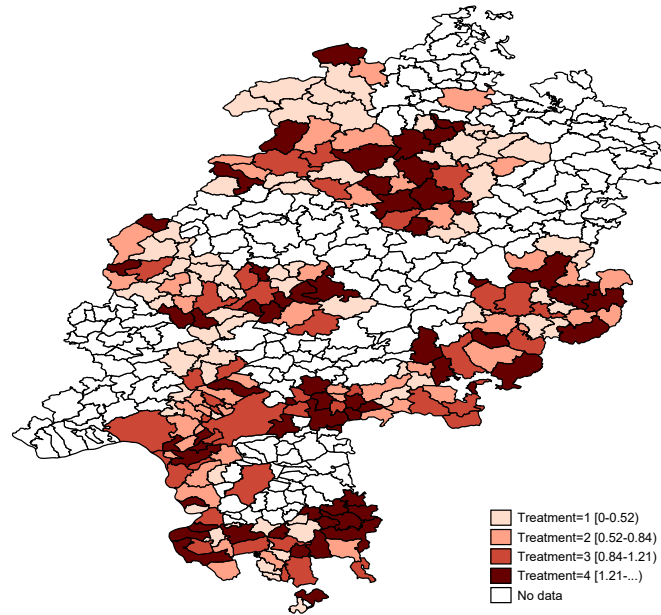 Treatment=1 [0-0.52)
Treatment=2 [0.52-0.84)
Treatment=3 [0.84-1.21)
Treatment=4 [1.21-...)
No data